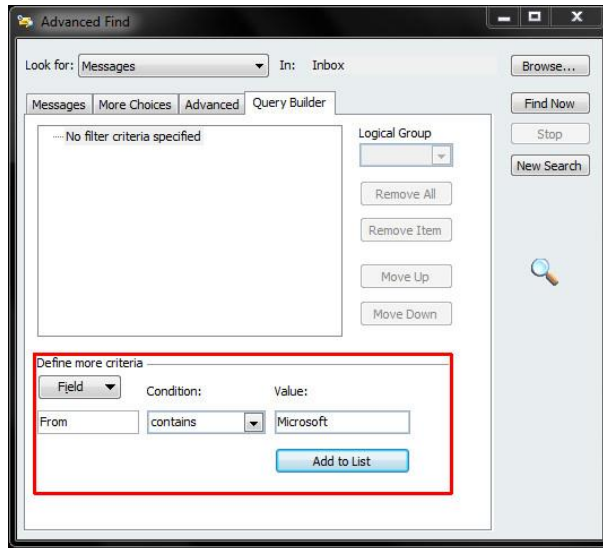 Advanced Find
Look for: Messages In: Inbox Browse...
Messages More Choices Advanced Query Builder Find Now
No filter criteria specified Logical Group Stop
New Search
Remove All
Remove Item
Move Up
Move Down
Define more criteria
Field Condition: Value:
From contains Microsoft
Add to List